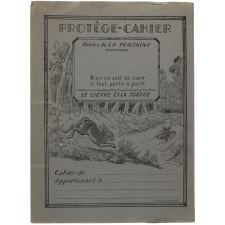 PROTÈGE-CAHIER
Fables de LA FONTAINE
Rien ne sert de courir
il faut partir à point
LE LIÈVRE ET LA TORTUE
Cahier de
Appartenant à